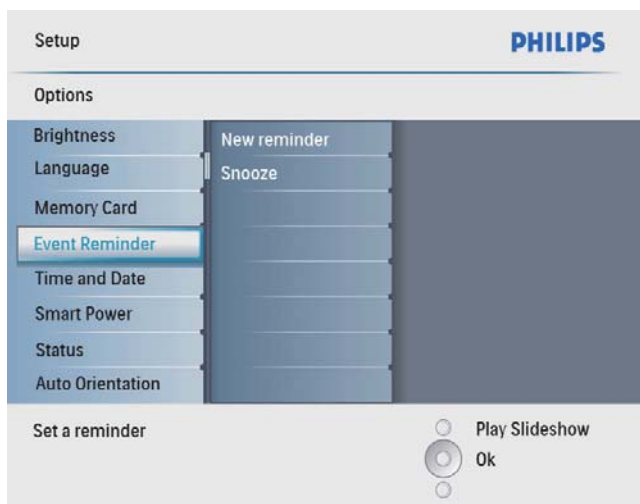 Setup
PHILIPS
Options
Brightness
Language
Memory Card
Event Reminder
Time and Date
Smart Power
Status
Auto Orientation
New reminder
Snooze
Set a reminder
Play Slideshow
Ok